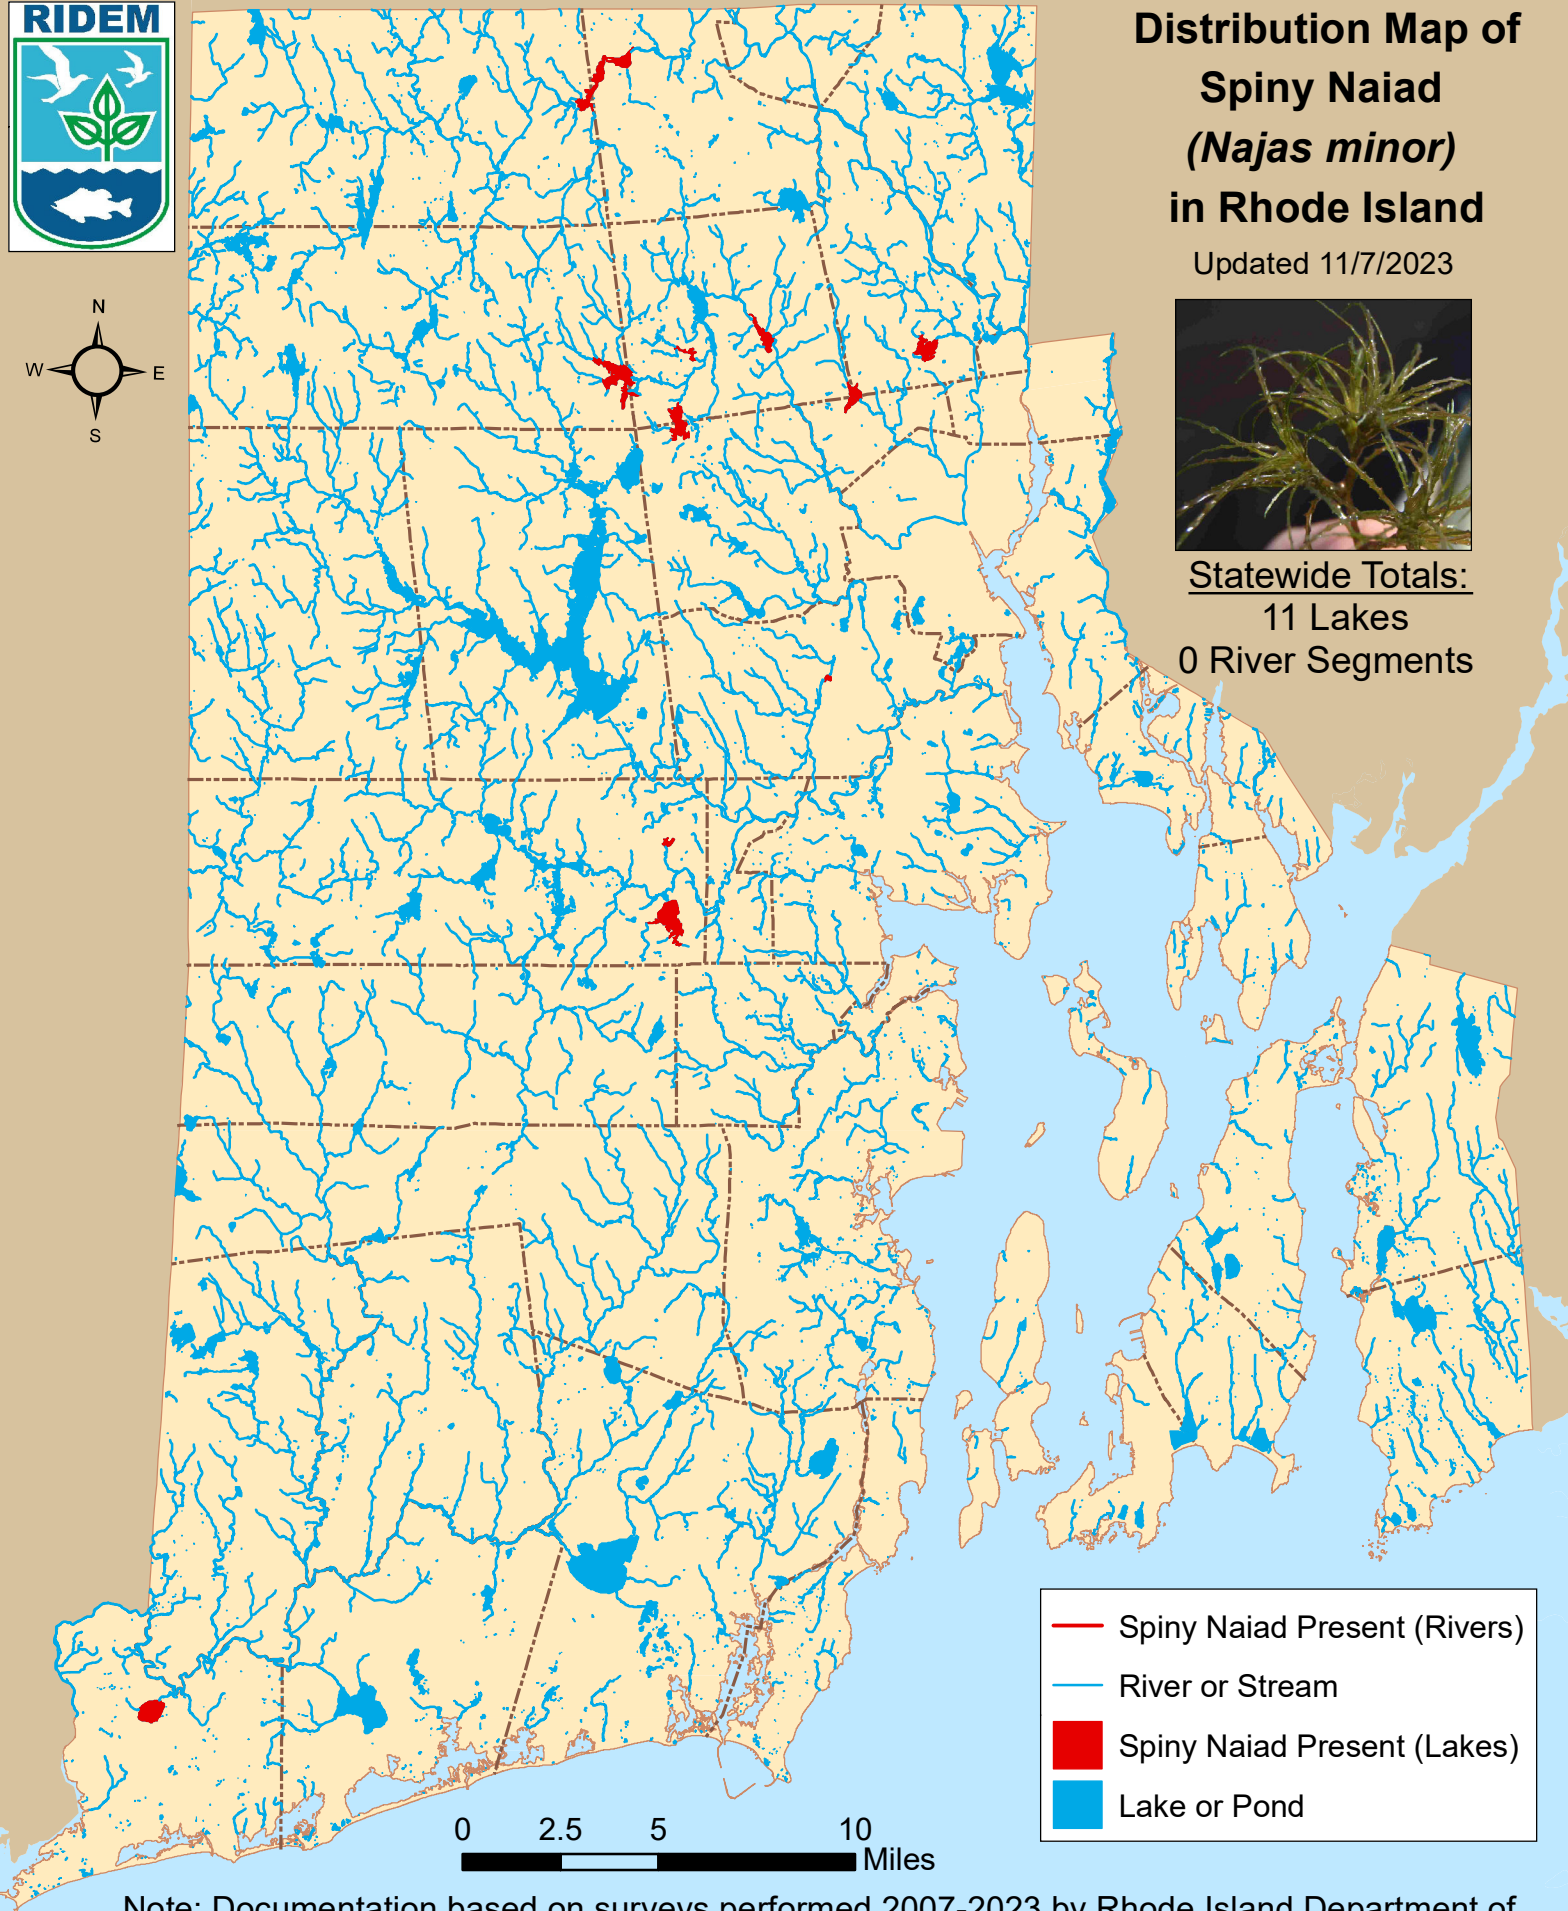 RIDEM
Distribution Map of
Spiny Naiad
(Najas minor)
in Rhode Island
Updated 11/7/2023
N
W
E
S
Statewide Totals:
11 Lakes
0 River Segments
Spiny Naiad Present (Rivers)
River or Stream
Spiny Naiad Present (Lakes)
Lake or Pond
0 2.5 5 10
Miles
Note: Documentation based on surveys performed 2007-2023 by Rhode Island Department of